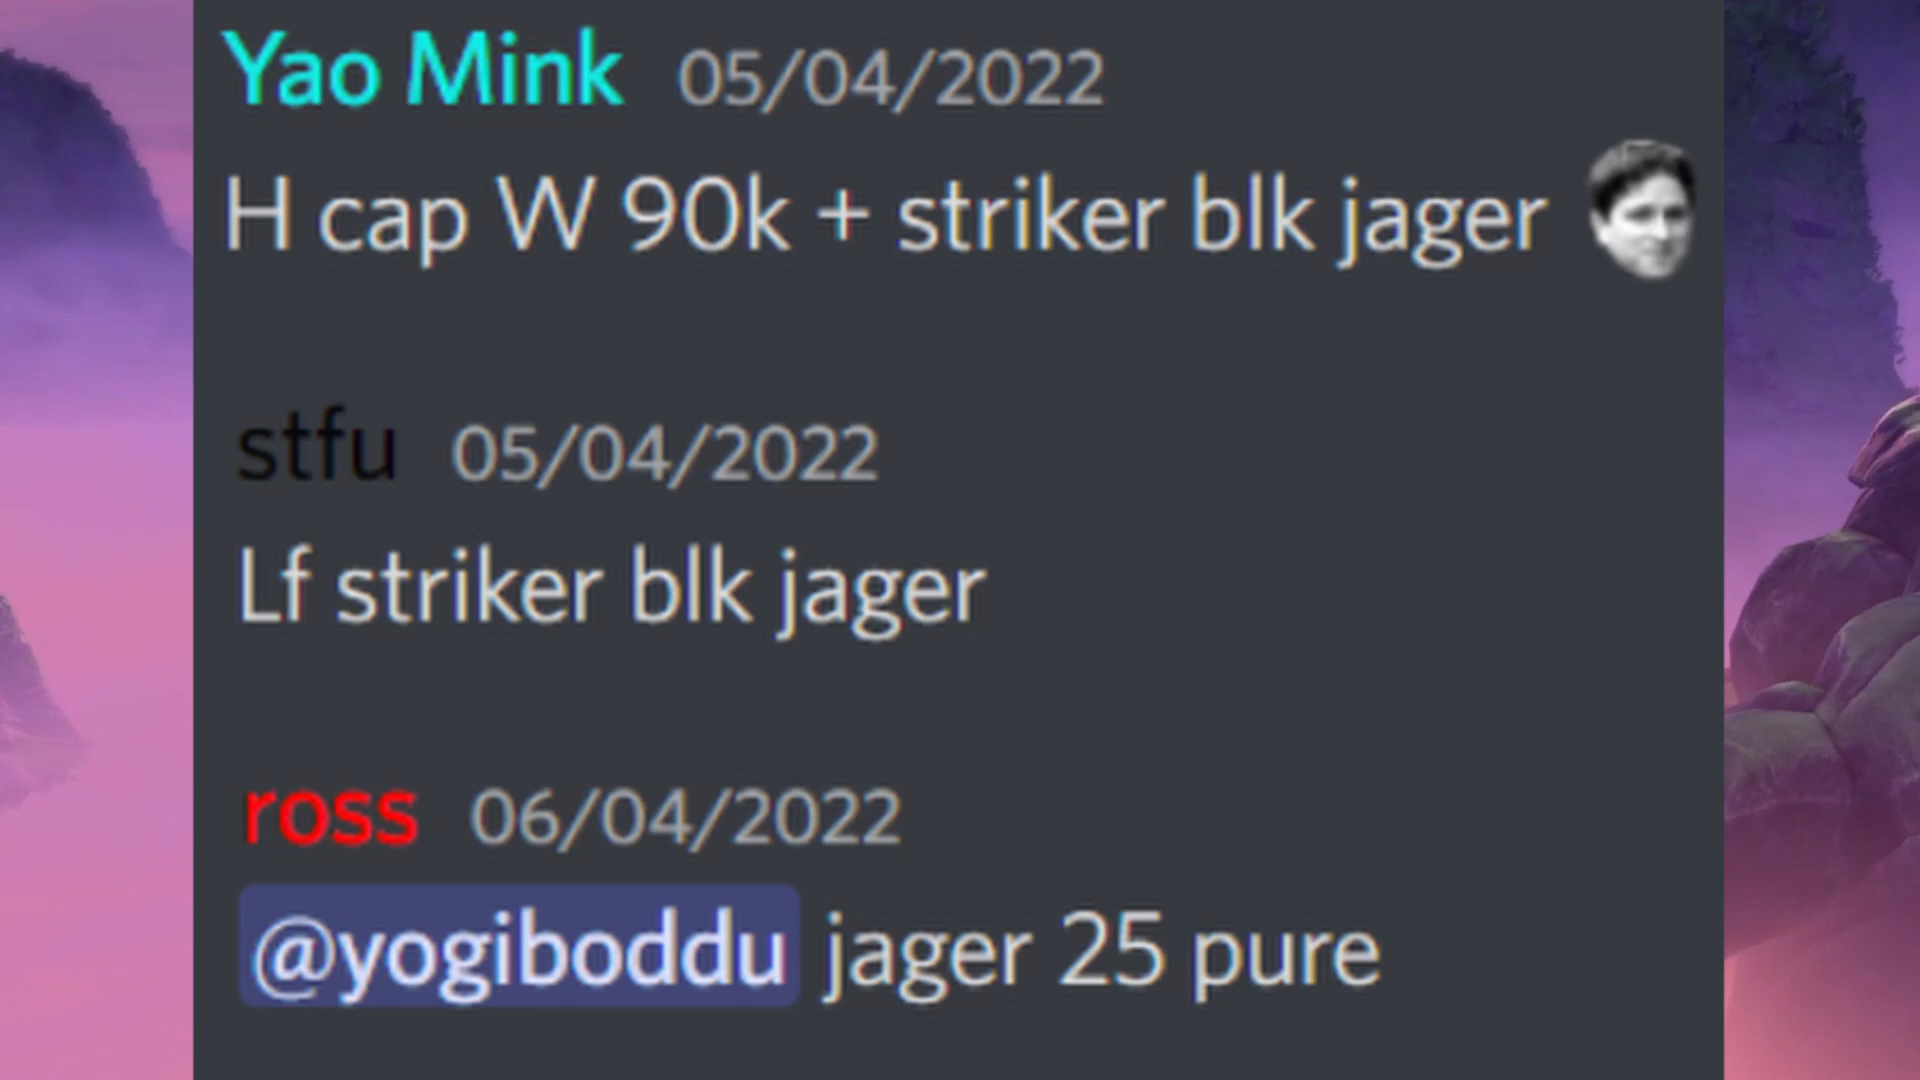 Yao Mink 05/04/2022
H cap W 90k + striker blk jager
stfu 05/04/2022
Lf striker blk jager
ross 06/04/2022
@yogiboddu jager 25 pure